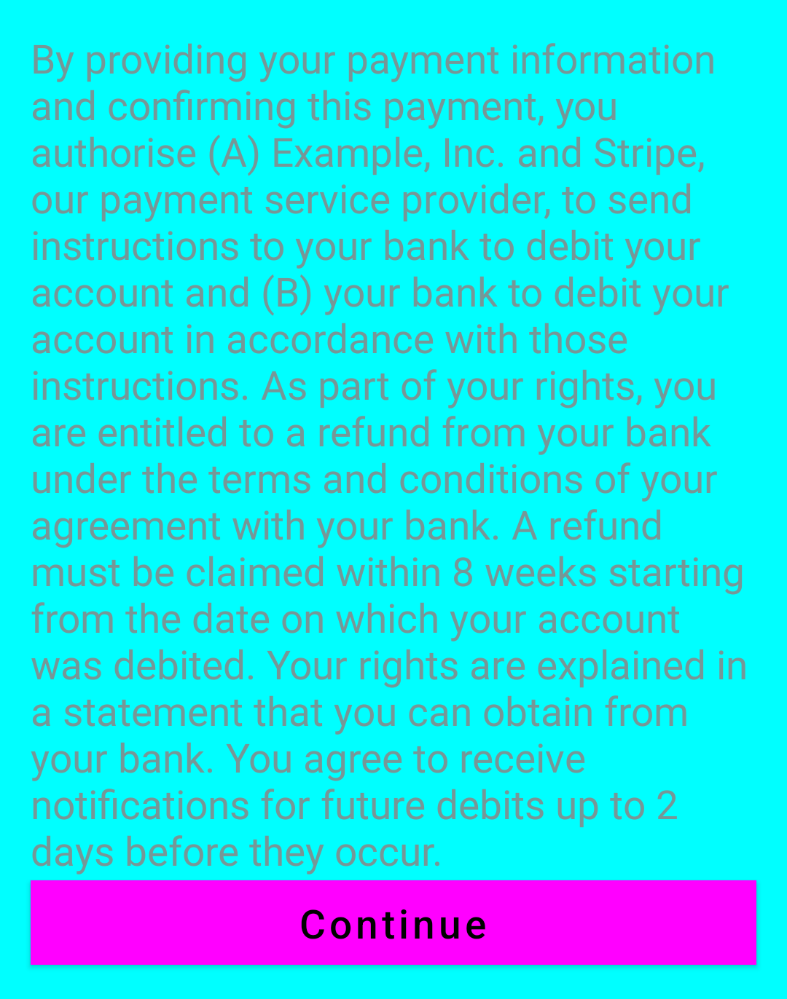 By providing your payment information
and confirming this payment, you
authorise (A) Example, Inc. and Stripe,
our payment service provider, to send
instructions to your bank to debit your
account and (B) your bank to debit your
account in accordance with those
instructions. As part of your rights, you
are entitled to a refund from your bank
under the terms and conditions of your
agreement with your bank. A refund
must be claimed within 8 weeks starting
from the date on which your account
was debited. Your rights are explained in
a statement that you can obtain from
your bank. You agree to receive
notifications for future debits up to 2
days before they occur.
Continue